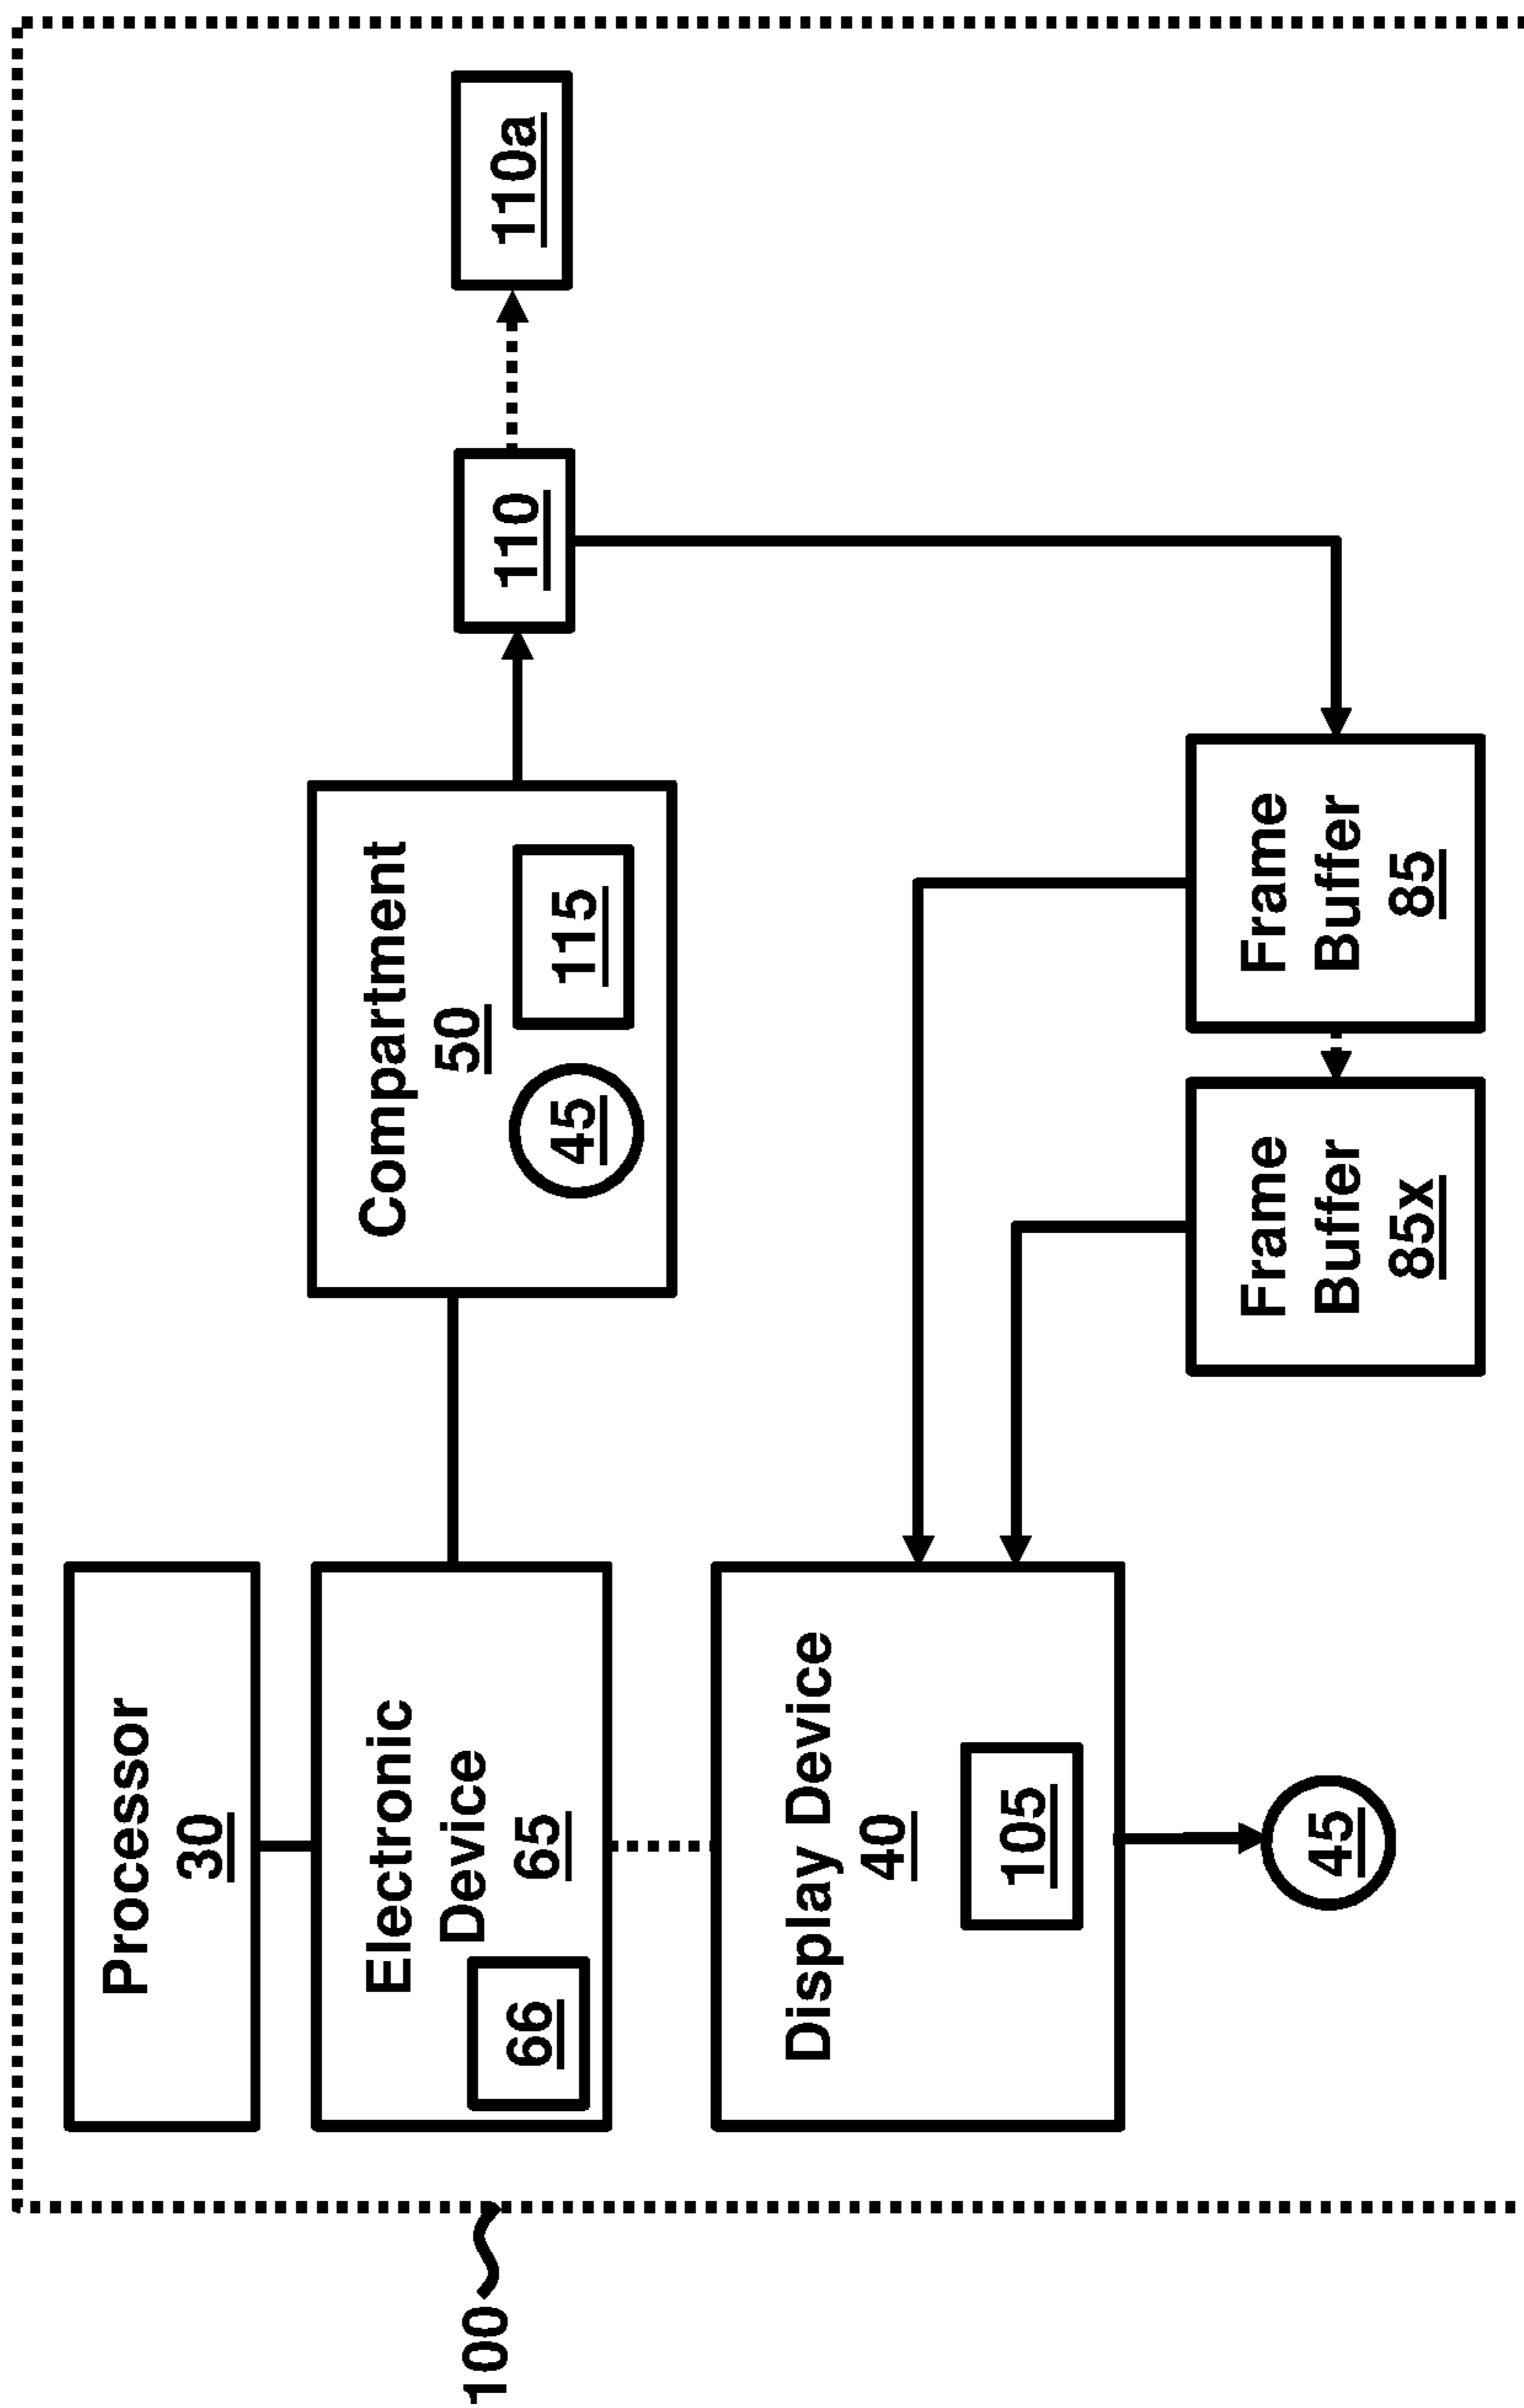 100
Processor
30
Electronic
Device
65
66
Compartment
50
45
115
110
110a
Display Device
40
105
45
Frame
Buffer
85x
Frame
Buffer
85